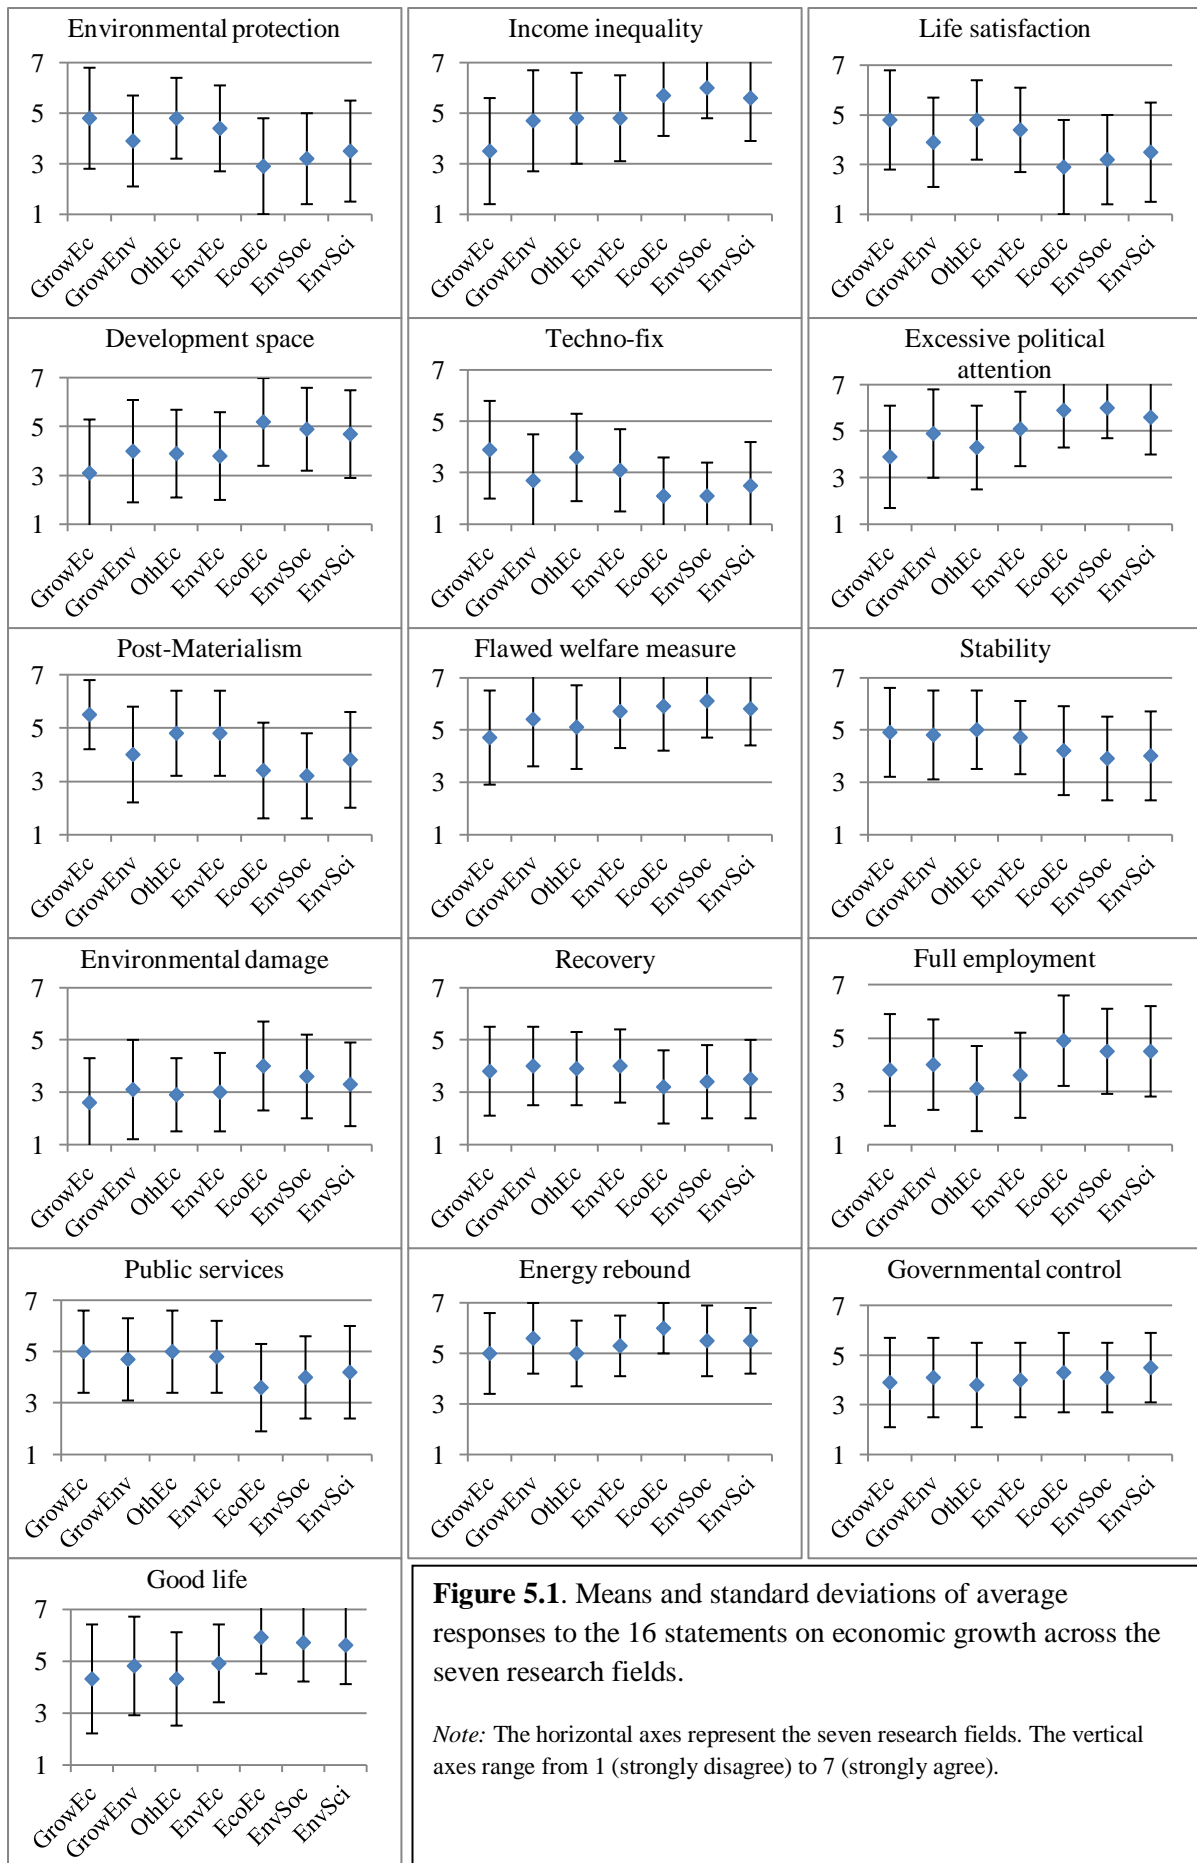 Environmental protection
7
5
3
1
GrowEc
GrowEnv
OthEc
EnvEc
EcoEc
EnvSoc
EnvSci
Income inequality
7
5
3
1
GrowEc
GrowEnv
OthEc
EnvEc
EcoEc
EnvSoc
EnvSci
Life satisfaction
7
5
3
1
GrowEc
GrowEnv
OthEc
EnvEc
EcoEc
EnvSoc
EnvSci
Development space
7
5
3
1
GrowEc
GrowEnv
OthEc
EnvEc
EcoEc
EnvSoc
EnvSci
Techno-fix
7
5
3
1
GrowEc
GrowEnv
OthEc
EnvEc
EcoEc
EnvSoc
EnvSci
Excessive political
attention
7
5
3
1
GrowEc
GrowEnv
OthEc
EnvEc
EcoEc
EnvSoc
EnvSci
Post-Materialism
7
5
3
1
GrowEc
GrowEnv
OthEc
EnvEc
EcoEc
EnvSoc
EnvSci
Flawed welfare measure
7
5
3
1
GrowEc
GrowEnv
OthEc
EnvEc
EcoEc
EnvSoc
EnvSci
Stability
7
5
3
1
GrowEc
GrowEnv
OthEc
EnvEc
EcoEc
EnvSoc
EnvSci
Environmental damage
7
5
3
1
GrowEc
GrowEnv
OthEc
EnvEc
EcoEc
EnvSoc
EnvSci
Recovery
7
5
3
1
GrowEc
GrowEnv
OthEc
EnvEc
EcoEc
EnvSoc
EnvSci
Full employment
7
5
3
1
GrowEc
GrowEnv
OthEc
EnvEc
EcoEc
EnvSoc
EnvSci
Public services
7
5
3
1
GrowEc
GrowEnv
OthEc
EnvEc
EcoEc
EnvSoc
EnvSci
Energy rebound
7
5
3
1
GrowEc
GrowEnv
OthEc
EnvEc
EcoEc
EnvSoc
EnvSci
Governmental control
7
5
3
1
GrowEc
GrowEnv
OthEc
EnvEc
EcoEc
EnvSoc
EnvSci
Good life
7
5
3
1
GrowEc
GrowEnv
OthEc
EnvEc
EcoEc
EnvSoc
EnvSci
Figure 5.1. Means and standard deviations of average
responses to the 16 statements on economic growth across the
seven research fields.
Note: The horizontal axes represent the seven research fields. The vertical
axes range from 1 (strongly disagree) to 7 (strongly agree).